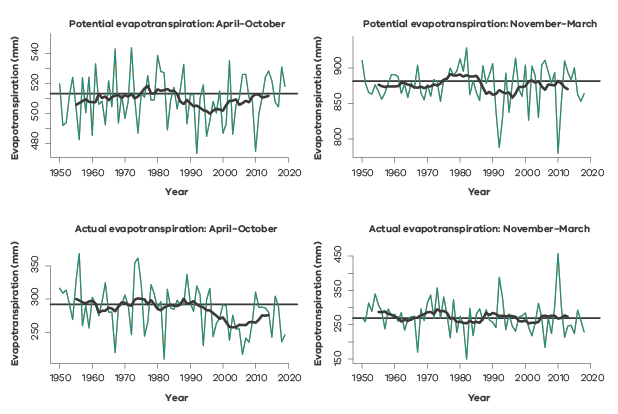 Potential evapotranspiration: April–October
Evapotranspiration (mm)
540
520
500
480
1950 1960 1970 1980 1990 2000 2010 2020
Year
Potential evapotranspiration: November–March
Evapotranspiration (mm)
900
850
800
1950 1960 1970 1980 1990 2000 2010 2020
Year
Actual evapotranspiration: April–October
Evapotranspiration (mm)
350
300
250
1950 1960 1970 1980 1990 2000 2010 2020
Year
Actual evapotranspiration: November–March
Evapotranspiration (mm)
450
350
250
150
1950 1960 1970 1980 1990 2000 2010 2020
Year